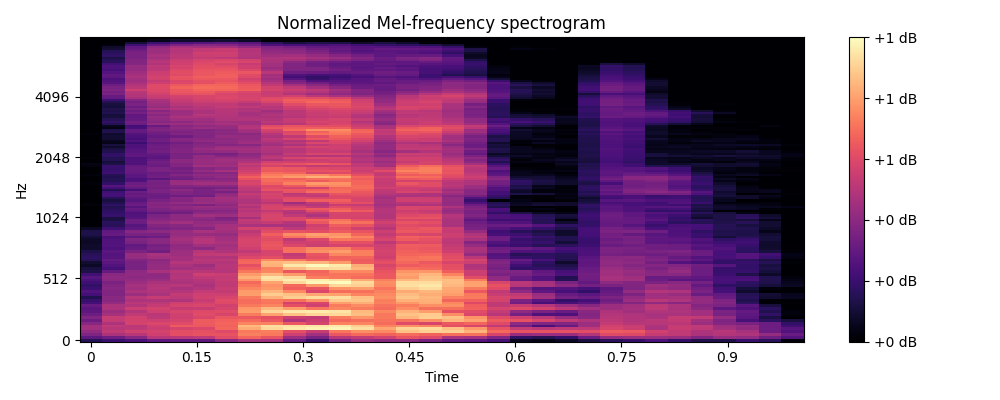 Normalized Mel-frequency spectrogram
Hz
4096
2048
1024
512
0
0 0.15 0.3 0.45 0.6 0.75 0.9
Time
+1 dB
+1 dB
+1 dB
+0 dB
+0 dB
+0 dB